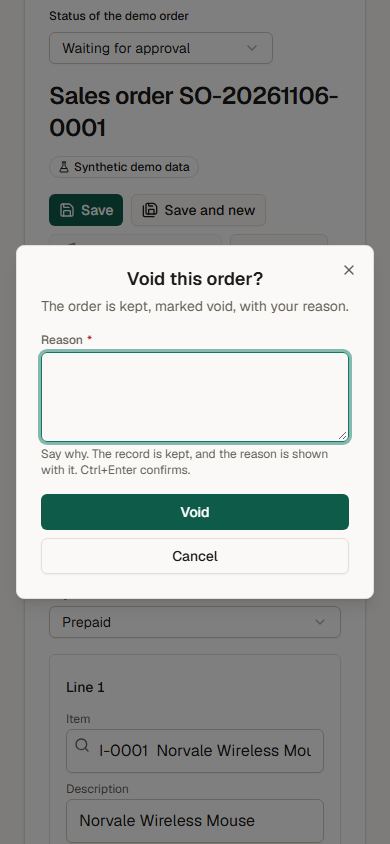 Status of the demo order
Waiting for approval
Sales order SO-20261106-
0001
Synthetic demo data
Save
Save and new
Void this order?
The order is kept, marked void, with your reason.
Reason *
Say why. The record is kept, and the reason is shown
with it. Ctrl+Enter confirms.
Void
Cancel
Prepaid
Line 1
Item
I-0001 Norvale Wireless Mou
Description
Norvale Wireless Mouse